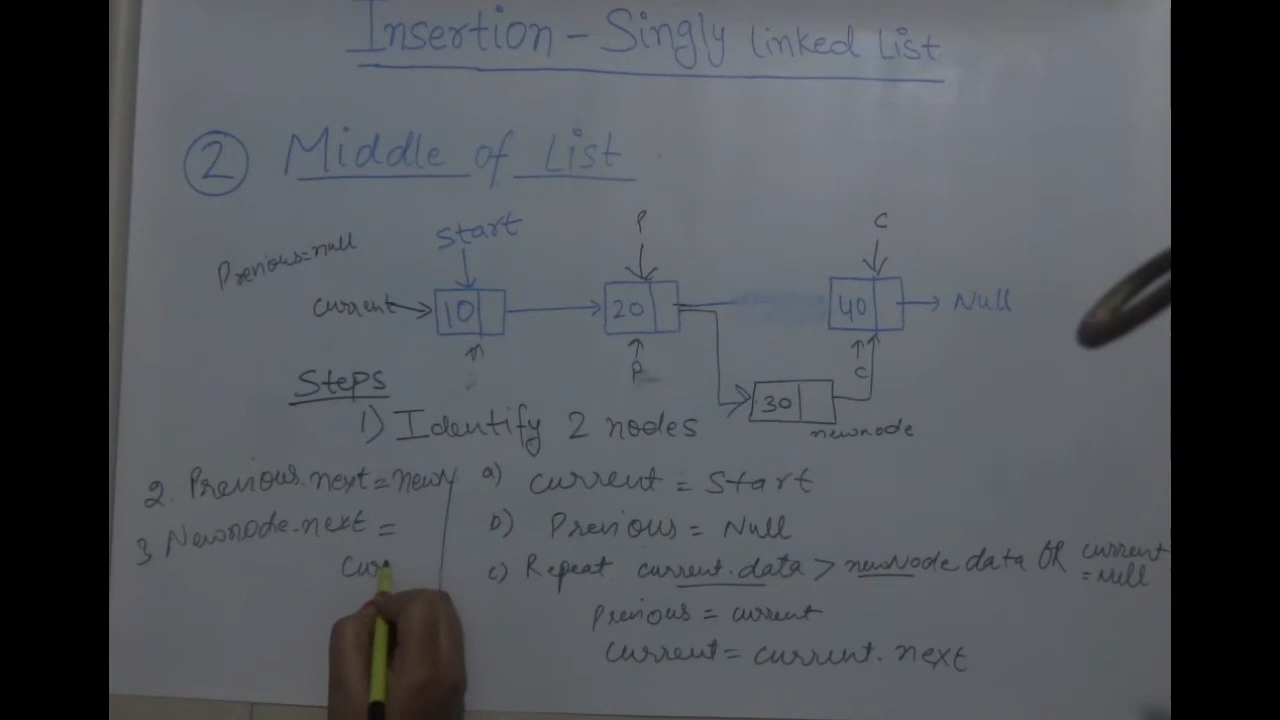 Insertion - Singly Linked List
2 Middle of List
Start
P
C
Previous=null
current
10
20
40
Null
P
C
30
newnode
Steps
1) Identify 2 nodes
2. Previous.next = newN
3 Newnode.next =
Curr
a) current = start
b) Previous = Null
c) Repeat current.data > newNode data OR current
= Null
Previous = current
current = current. next